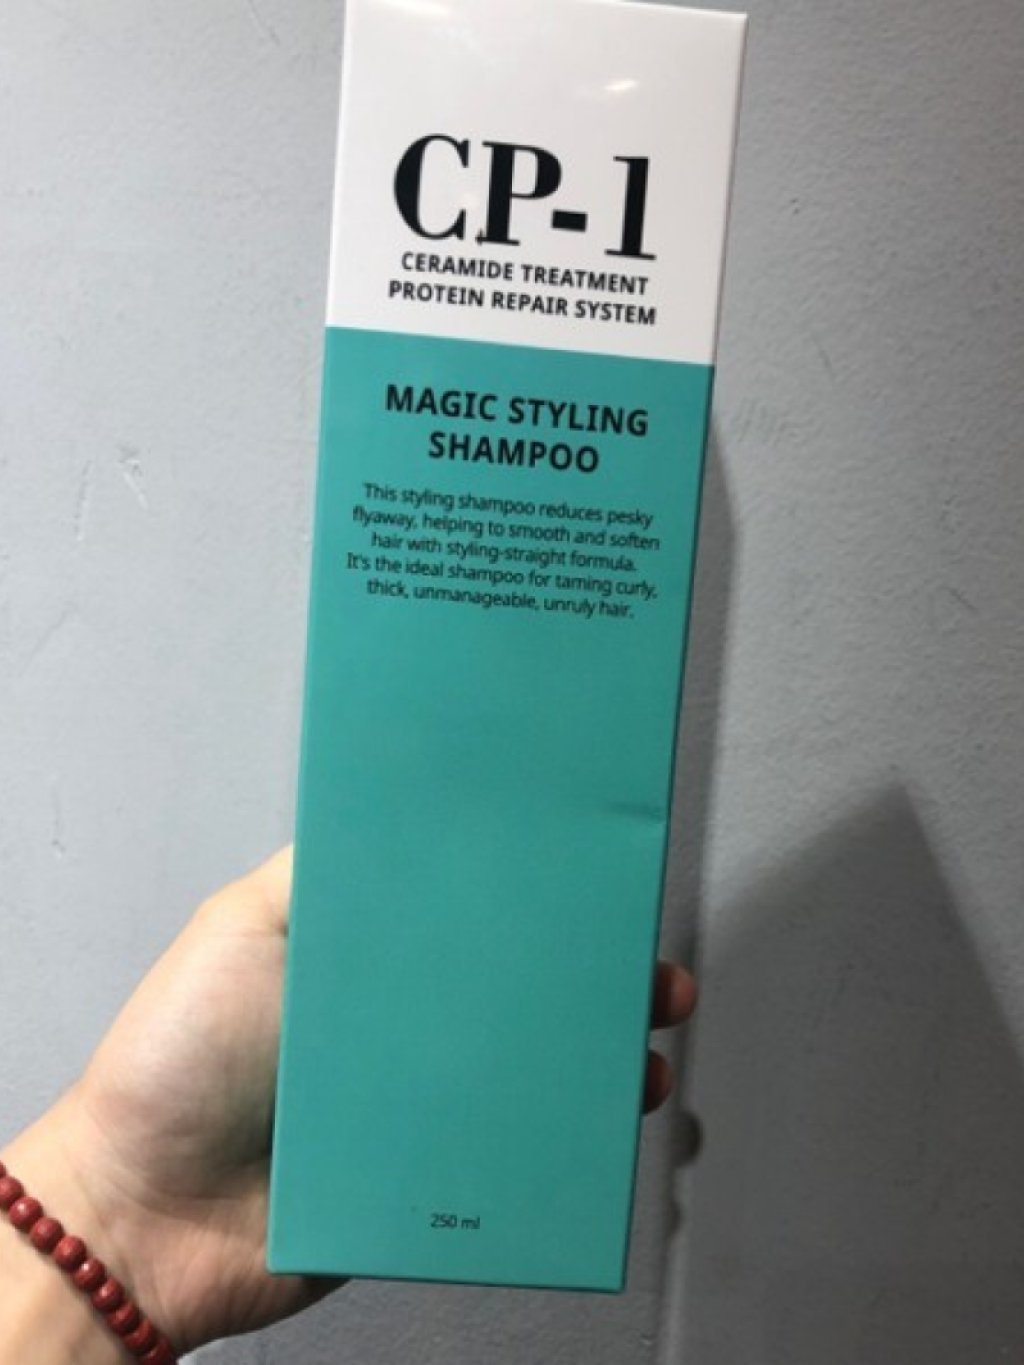 CP-1
CERAMIDE TREATMENT
PROTEIN REPAIR SYSTEM
MAGIC STYLING
SHAMPOO
This styling shampoo reduces pesky
flyaway, helping to smooth and soften
hair with styling-straight formula.
It's the ideal shampoo for taming curly,
thick, unmanageable, unruly hair.
250 ml